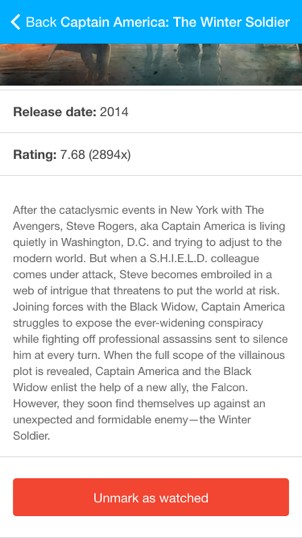 Back Captain America: The Winter Soldier
Release date: 2014
Rating: 7.68 (2894x)
After the cataclysmic events in New York with The
Avengers, Steve Rogers, aka Captain America is living
quietly in Washington, D.C. and trying to adjust to the
modern world. But when a S.H.I.E.L.D. colleague
comes under attack, Steve becomes embroiled in a
web of intrigue that threatens to put the world at risk.
Joining forces with the Black Widow, Captain America
struggles to expose the ever-widening conspiracy
while fighting off professional assassins sent to silence
him at every turn. When the full scope of the villainous
plot is revealed, Captain America and the Black
Widow enlist the help of a new ally, the Falcon.
However, they soon find themselves up against an
unexpected and formidable enemy—the Winter
Soldier.
Unmark as watched